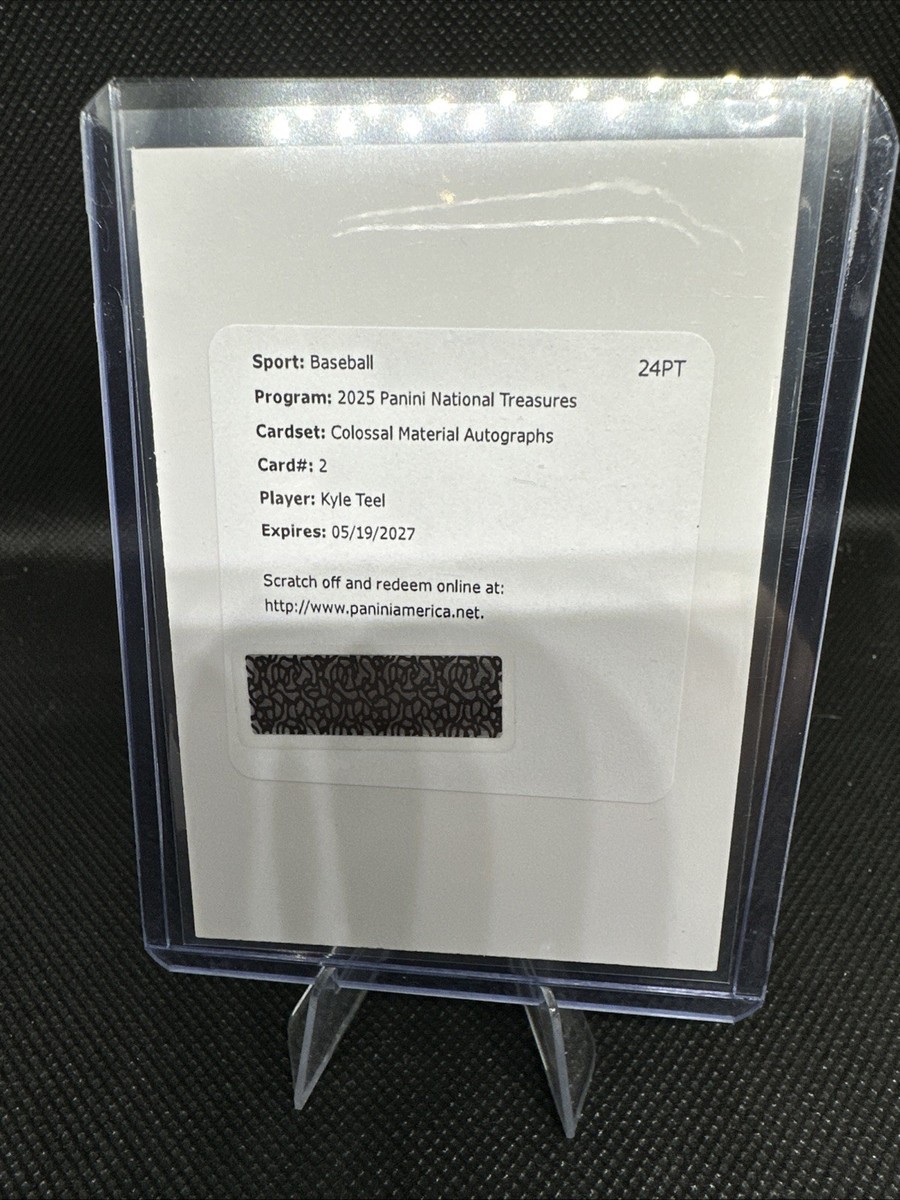 Sport: Baseball 24PT
Program: 2025 Panini National Treasures
Cardset: Colossal Material Autographs
Card#: 2
Player: Kyle Teel
Expires: 05/19/2027
Scratch off and redeem online at:
http://www.paniniamerica.net.